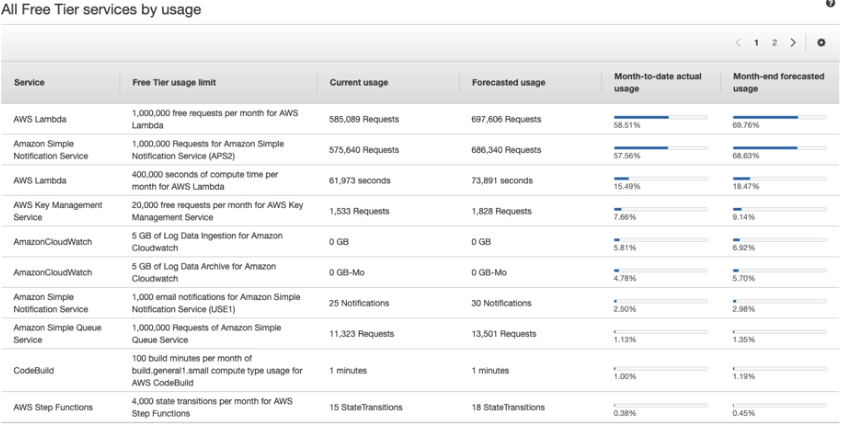 All Free Tier services by usage
1 2
Service Free Tier usage limit Current usage Forecasted usage Month-to-date actual usage Month-end forecasted usage
AWS Lambda 1,000,000 free requests per month for AWS Lambda 585,089 Requests 697,606 Requests 58.51% 69.76%
Amazon Simple Notification Service 1,000,000 Requests for Amazon Simple Notification Service (APS2) 575,640 Requests 686,340 Requests 57.56% 68.63%
AWS Lambda 400,000 seconds of compute time per month for AWS Lambda 61,973 seconds 73,891 seconds 15.49% 18.47%
AWS Key Management Service 20,000 free requests per month for AWS Key Management Service 1,533 Requests 1,828 Requests 7.66% 9.14%
AmazonCloudWatch 5 GB of Log Data Ingestion for Amazon Cloudwatch 0 GB 0 GB 5.81% 6.92%
AmazonCloudWatch 5 GB of Log Data Archive for Amazon Cloudwatch 0 GB-Mo 0 GB-Mo 4.78% 5.70%
Amazon Simple Notification Service 1,000 email notifications for Amazon Simple Notification Service (USE1) 25 Notifications 30 Notifications 2.50% 2.98%
Amazon Simple Queue Service 1,000,000 Requests of Amazon Simple Queue Service 11,323 Requests 13,501 Requests 1.13% 1.35%
CodeBuild 100 build minutes per month of build.general1.small compute type usage for AWS CodeBuild 1 minutes 1 minutes 1.00% 1.19%
AWS Step Functions 4,000 state transitions per month for AWS Step Functions 15 StateTransitions 18 StateTransitions 0.38% 0.45%